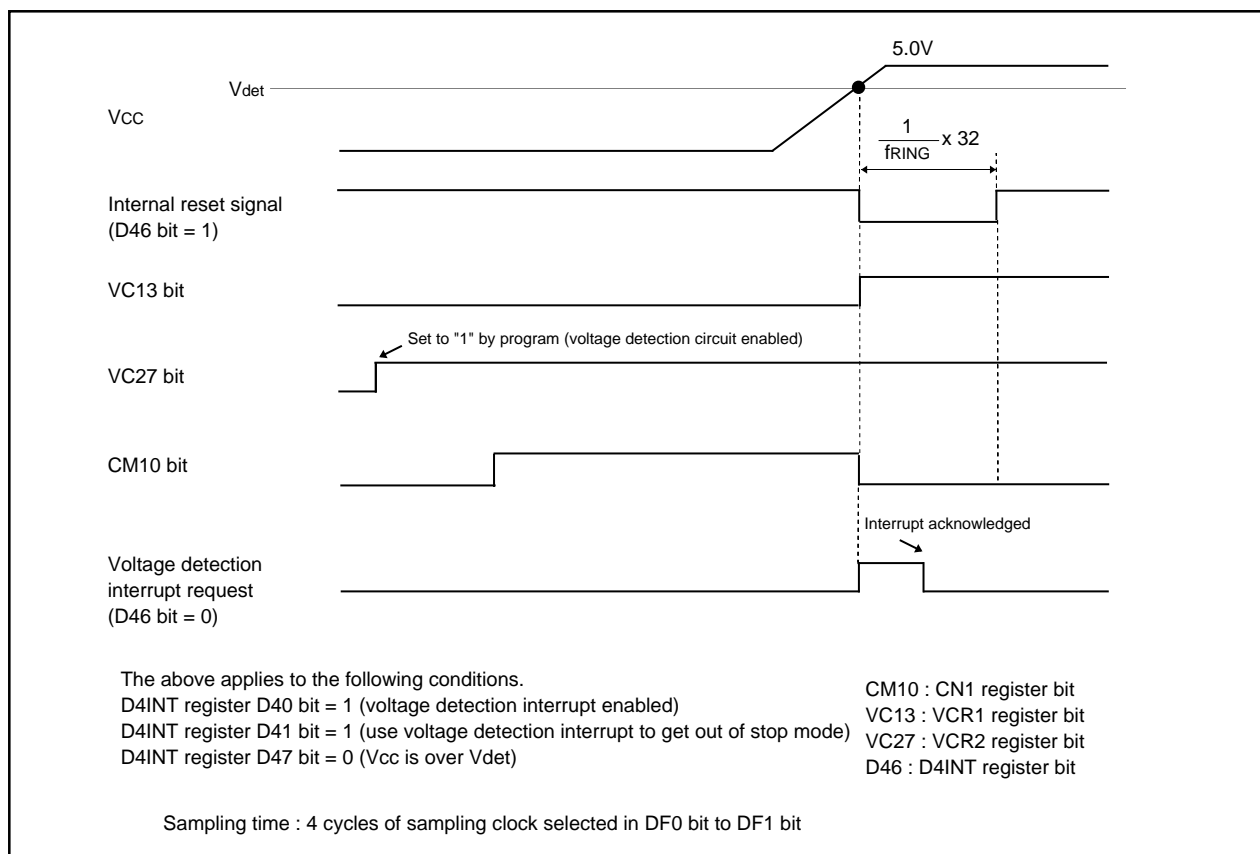 5.0V
Vdet
VCC
1
fRING
x 32
Internal reset signal
(D46 bit = 1)
VC13 bit
Set to "1" by program (voltage detection circuit enabled)
VC27 bit
CM10 bit
Interrupt acknowledged
Voltage detection
interrupt request
(D46 bit = 0)
The above applies to the following conditions.
D4INT register D40 bit = 1 (voltage detection interrupt enabled)
D4INT register D41 bit = 1 (use voltage detection interrupt to get out of stop mode)
D4INT register D47 bit = 0 (Vcc is over Vdet)
CM10 : CN1 register bit
VC13 : VCR1 register bit
VC27 : VCR2 register bit
D46 : D4INT register bit
Sampling time : 4 cycles of sampling clock selected in DF0 bit to DF1 bit